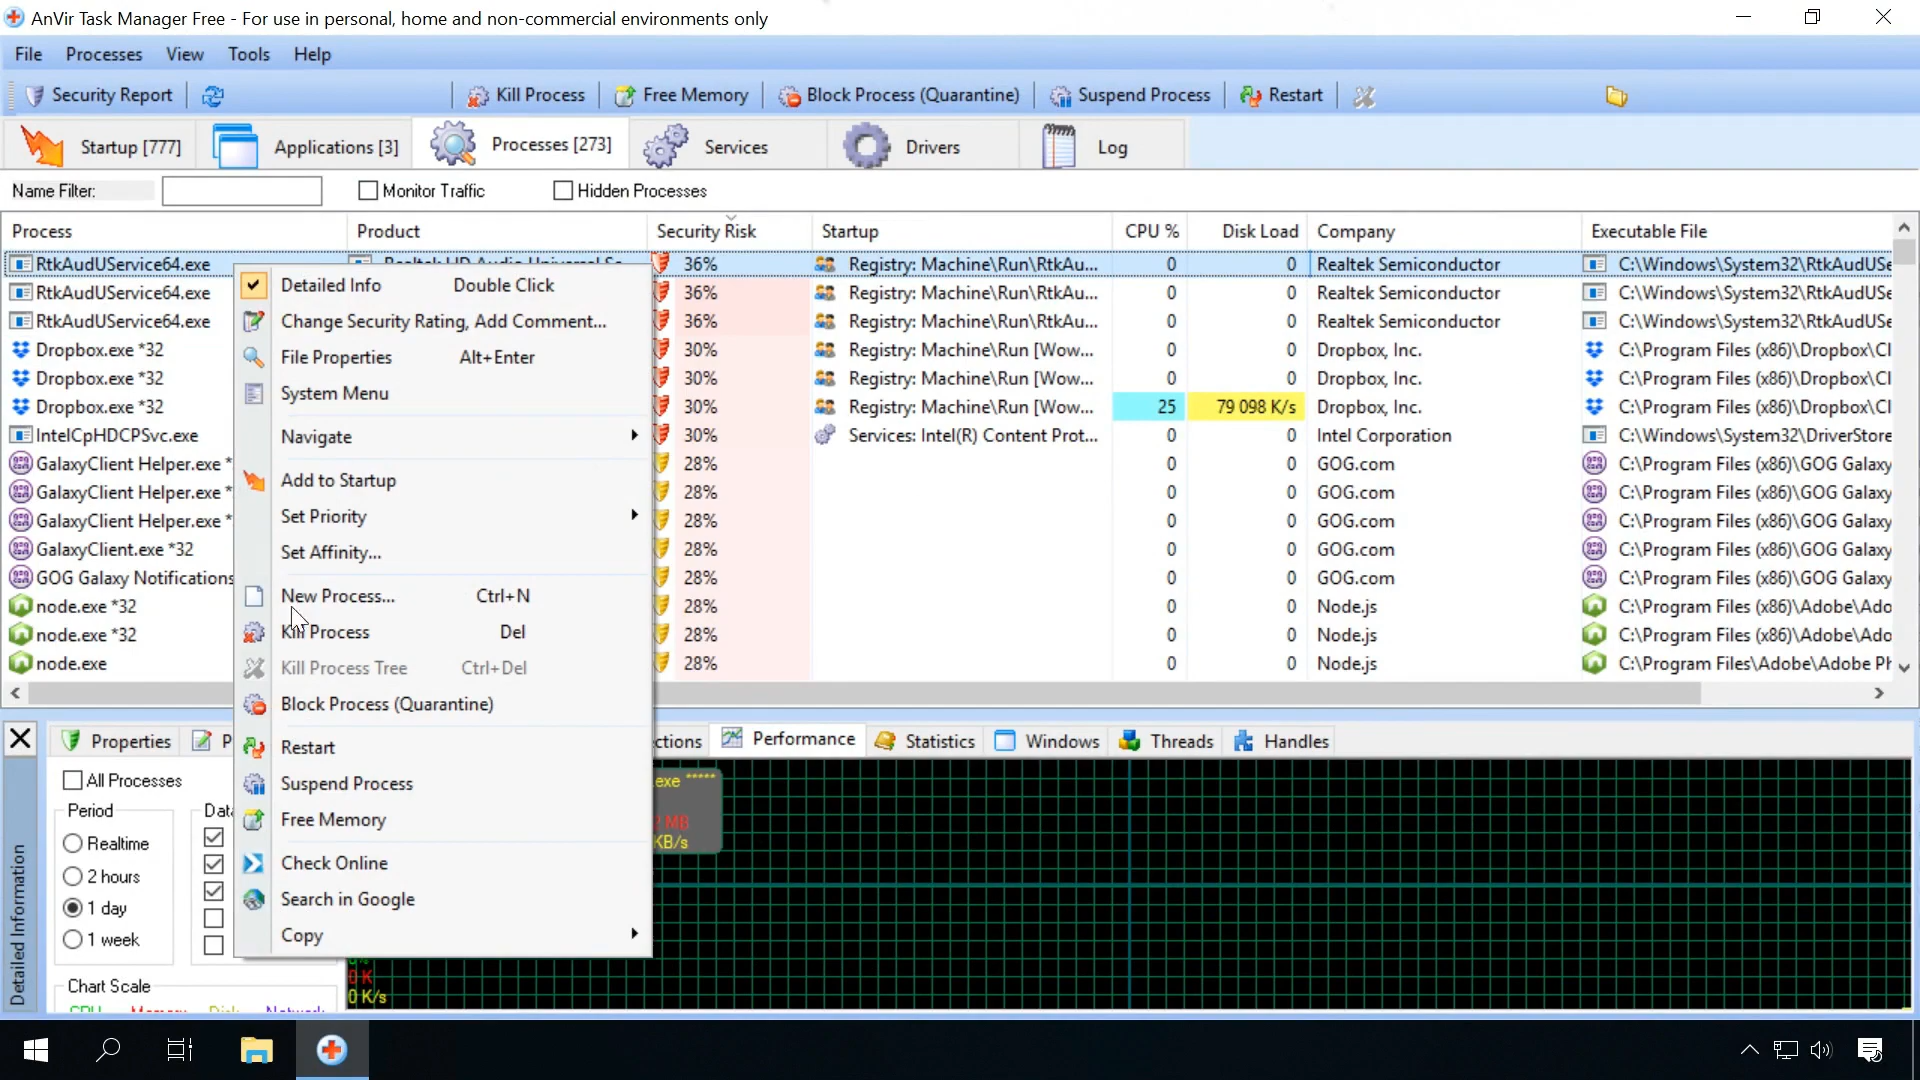 AnVir Task Manager Free - For use in personal, home and non-commercial environments only
File Processes View Tools Help
Security Report Kill Process Free Memory Block Process (Quarantine) Suspend Process Restart
Startup [777] Applications [3] Processes [273] Services Drivers Log
Name Filter: Monitor Traffic Hidden Processes
Process Product Security Risk Startup CPU % Disk Load Company Executable File
RtkAudUService64.exe 36% Registry: Machine\Run\RtkAu... 0 0 Realtek Semiconductor C:\Windows\System32\RtkAudUSe
RtkAudUService64.exe 36% Registry: Machine\Run\RtkAu... 0 0 Realtek Semiconductor C:\Windows\System32\RtkAudUSe
RtkAudUService64.exe 36% Registry: Machine\Run\RtkAu... 0 0 Realtek Semiconductor C:\Windows\System32\RtkAudUSe
Dropbox.exe *32 30% Registry: Machine\Run [Wow... 0 0 Dropbox, Inc. C:\Program Files (x86)\Dropbox\Cl
Dropbox.exe *32 30% Registry: Machine\Run [Wow... 0 0 Dropbox, Inc. C:\Program Files (x86)\Dropbox\Cl
Dropbox.exe *32 30% Registry: Machine\Run [Wow... 25 79 098 K/s Dropbox, Inc. C:\Program Files (x86)\Dropbox\Cl
IntelCpHDCPSvc.exe 30% Services: Intel(R) Content Prot... 0 0 Intel Corporation C:\Windows\System32\DriverStore
GalaxyClient Helper.exe * 28% 0 0 GOG.com C:\Program Files (x86)\GOG Galaxy
GalaxyClient Helper.exe * 28% 0 0 GOG.com C:\Program Files (x86)\GOG Galaxy
GalaxyClient Helper.exe * 28% 0 0 GOG.com C:\Program Files (x86)\GOG Galaxy
GalaxyClient.exe *32 28% 0 0 GOG.com C:\Program Files (x86)\GOG Galaxy
GOG Galaxy Notifications 28% 0 0 GOG.com C:\Program Files (x86)\GOG Galaxy
node.exe *32 28% 0 0 Node.js C:\Program Files (x86)\Adobe\Ado
node.exe *32 28% 0 0 Node.js C:\Program Files (x86)\Adobe\Ado
node.exe 28% 0 0 Node.js C:\Program Files\Adobe\Adobe Ph
Detailed Info Double Click
Change Security Rating, Add Comment...
File Properties Alt+Enter
System Menu
Navigate
Add to Startup
Set Priority
Set Affinity...
New Process... Ctrl+N
Kill Process Del
Kill Process Tree Ctrl+Del
Block Process (Quarantine)
Restart
Suspend Process
Free Memory
Check Online
Search in Google
Copy
Properties P ctions Performance Statistics Windows Threads Handles
Detailed Information
All Processes
Period
Realtime
2 hours
1 day
1 week
Data
Chart Scale
exe *****
MB
KB/s
0 K
0 K/s